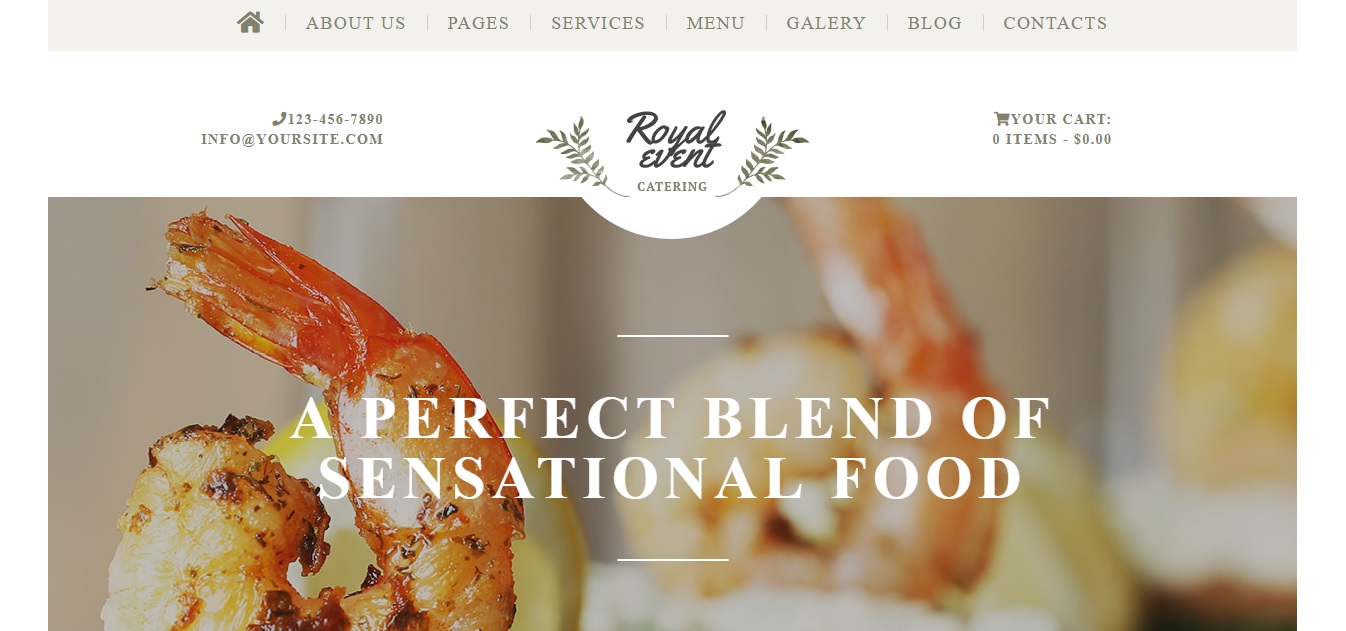 ABOUT US PAGES SERVICES MENU GALERY BLOG CONTACTS
123-456-7890
INFO@YOURSITE.COM
Royal
event
CATERING
YOUR CART:
0 ITEMS - $0.00
A PERFECT BLEND OF
SENSATIONAL FOOD